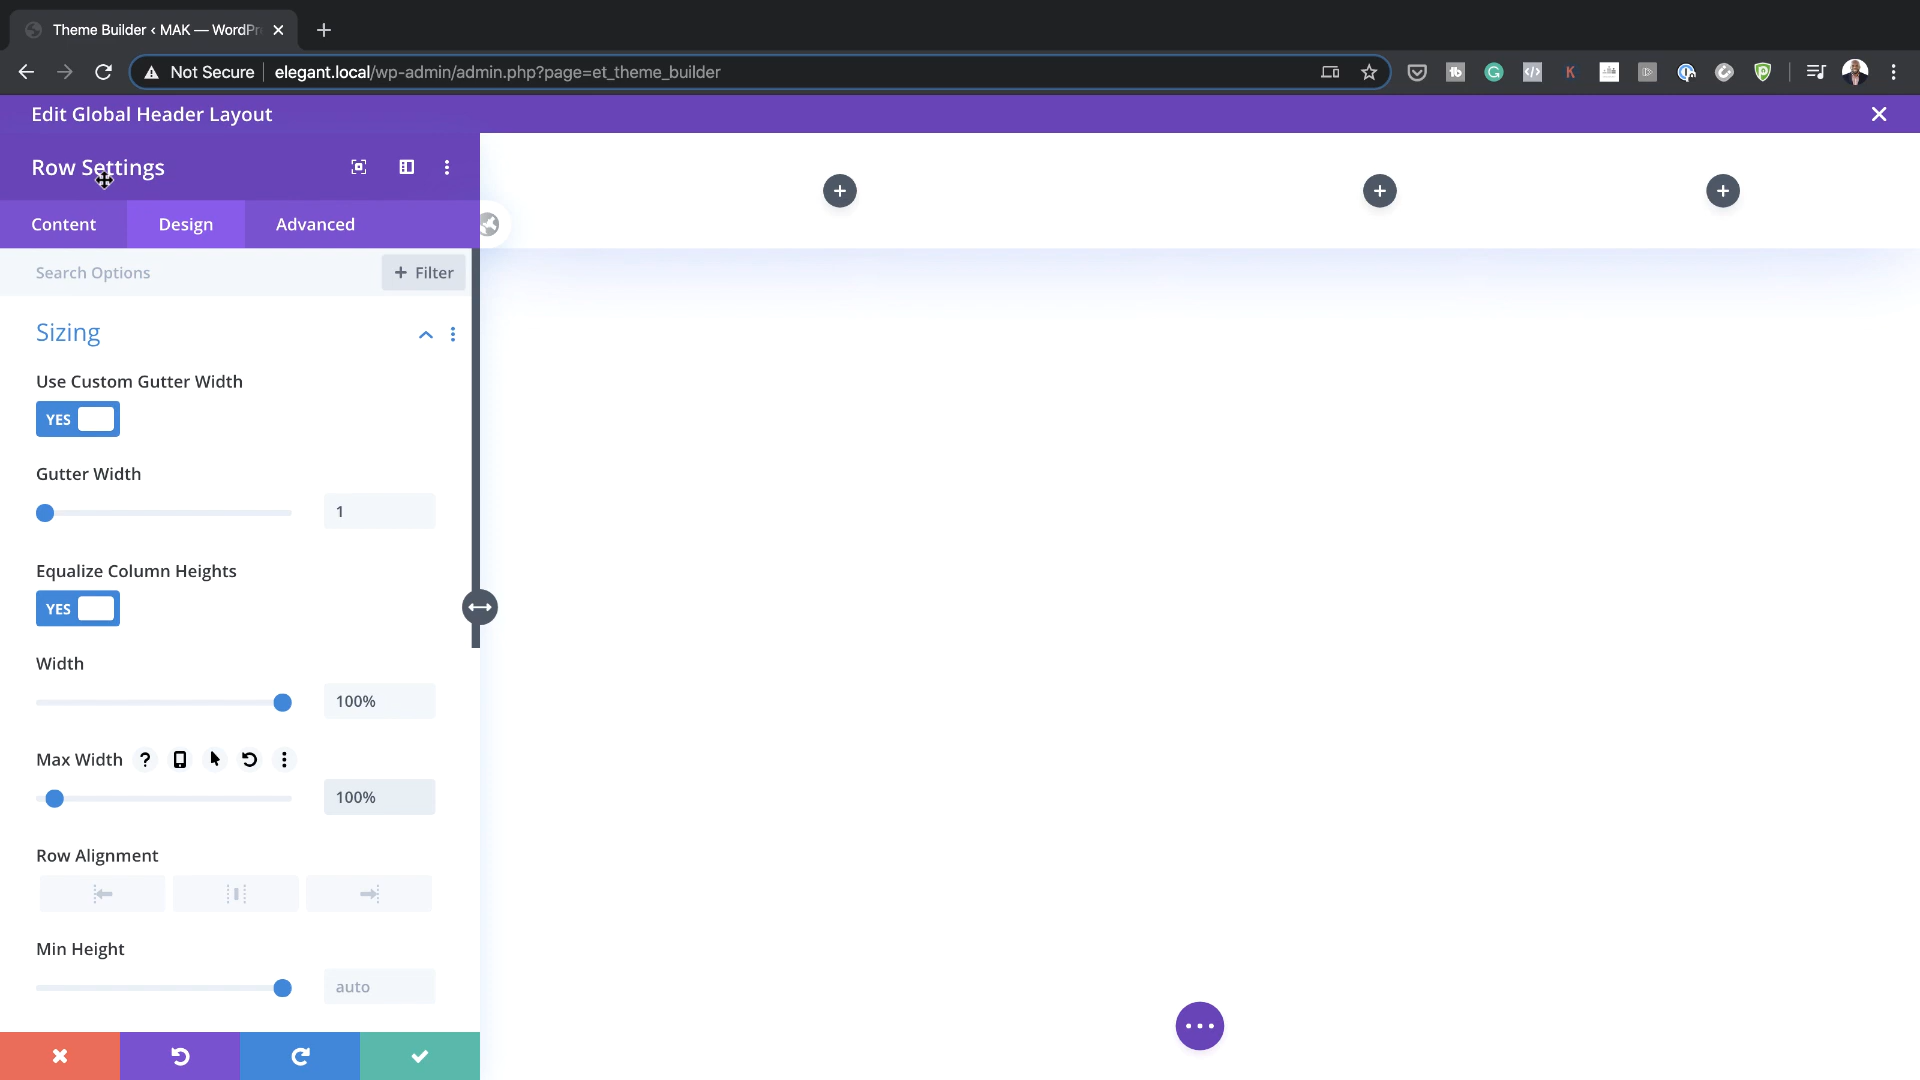 Theme Builder ‹ MAK — WordPr
Not Secure
elegant.local/wp-admin/admin.php?page=et_theme_builder
Edit Global Header Layout
Row Settings
Content
Design
Advanced
Search Options
+ Filter
Sizing
Use Custom Gutter Width
YES
Gutter Width
1
Equalize Column Heights
YES
Width
100%
Max Width ?
100%
Row Alignment
Min Height
auto